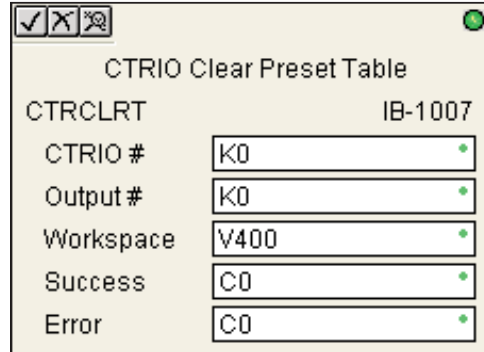 CTRIO Clear Preset Table
CTRCLRT IB-1007
CTRIO # K0
Output # K0
Workspace V400
Success C0
Error C0